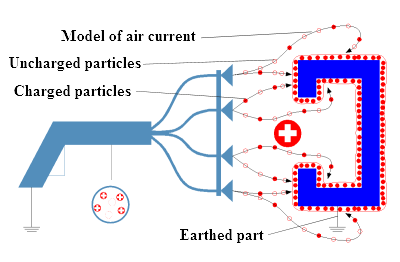 Model of air current
Uncharged particles
Charged particles
Earthed part